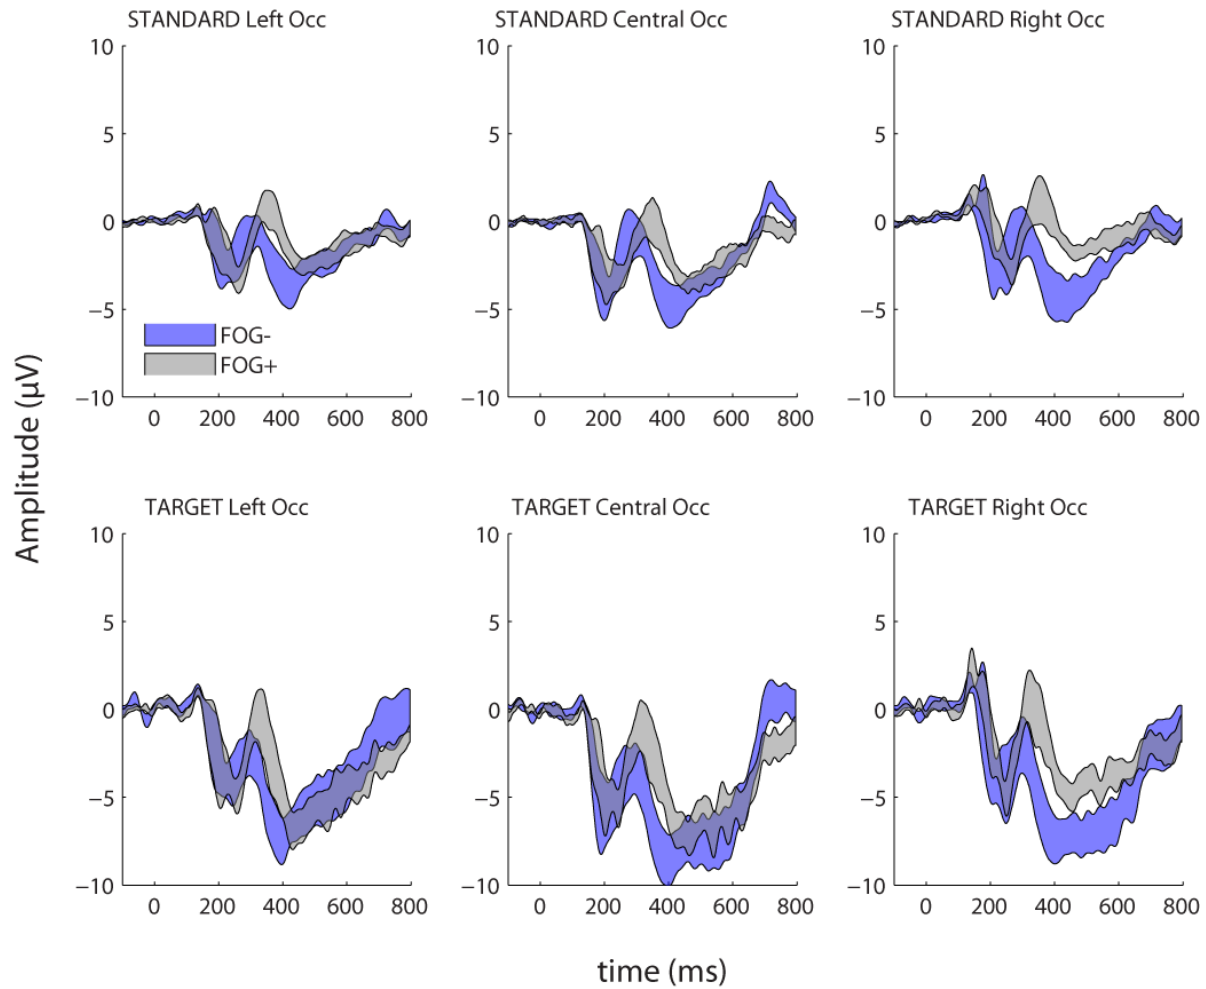 STANDARD Left Occ
STANDARD Central Occ
STANDARD Right Occ
10
5
0
−5
−10
0 200 400 600 800
10
5
0
−5
−10
0 200 400 600 800
10
5
0
−5
−10
0 200 400 600 800
FOG-
FOG+
Amplitude (µV)
TARGET Left Occ
TARGET Central Occ
TARGET Right Occ
10
5
0
−5
−10
0 200 400 600 800
10
5
0
−5
−10
0 200 400 600 800
10
5
0
−5
−10
0 200 400 600 800
time (ms)